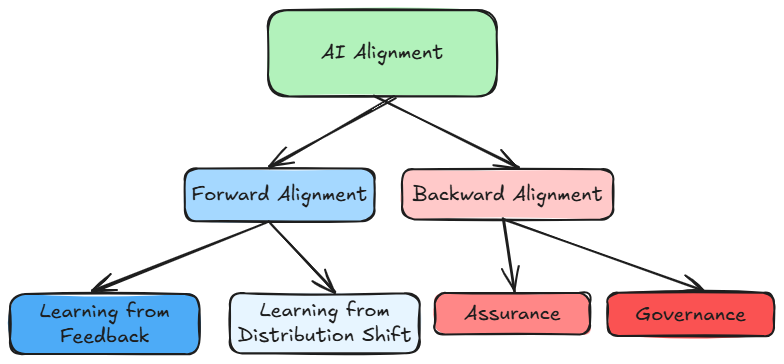 AI Alignment
Forward Alignment
Backward Alignment
Learning from
Feedback
Learning from
Distribution Shift
Assurance
Governance